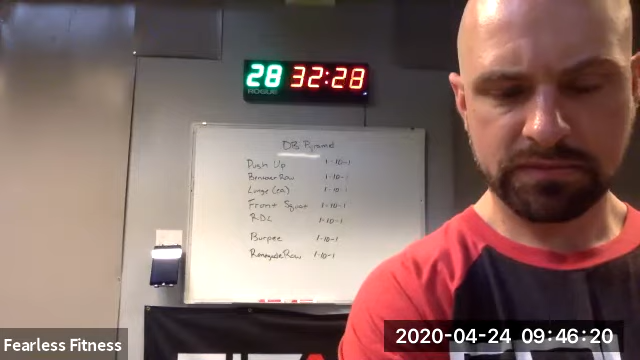 28 32:28
ROGUE
DB Pyramid
Push Up 1-10-1
Row 1-10-1
Lunge (ea) 1-10-1
Front Squat 1-10-1
RDL 1-10-1
Burpee 1-10-1
Renegade Row 1-10-1
Fearless Fitness
2020-04-24 09:46:20